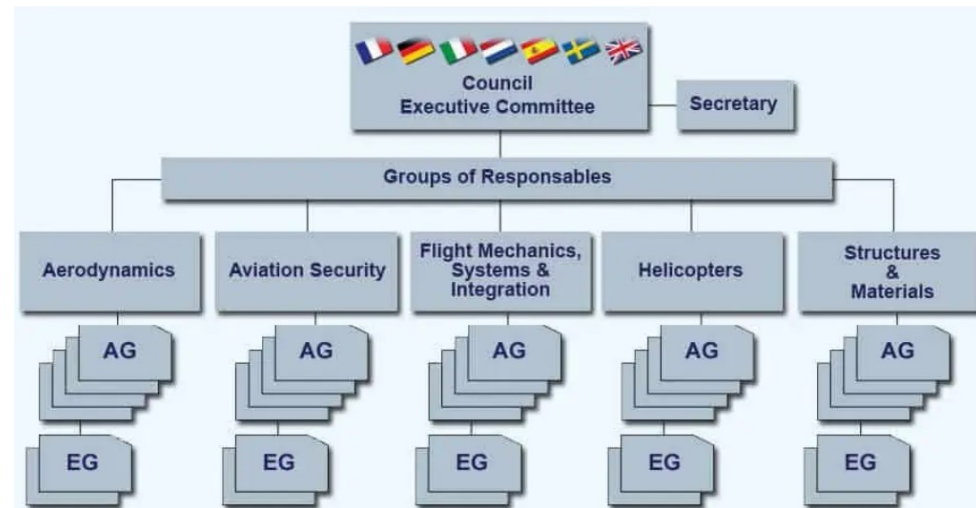 Council
Executive Committee
Secretary
Groups of Responsables
Aerodynamics
Aviation Security
Flight Mechanics,
Systems &
Integration
Helicopters
Structures
&
Materials
AG
AG
AG
AG
AG
EG
EG
EG
EG
EG